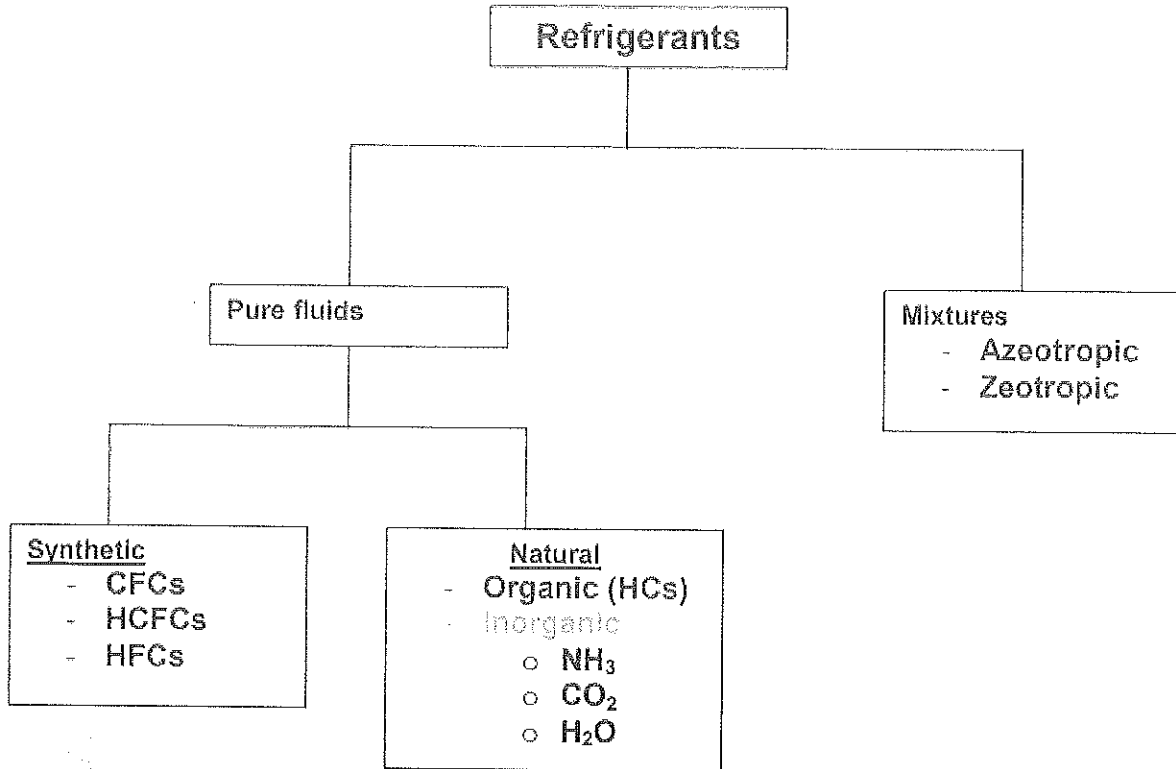 Refrigerants
Pure fluids
Mixtures
- Azeotropic
- Zeotropic
Synthetic
- CFCs
- HCFCs
- HFCs
Natural
- Organic (HCs)
- Inorganic
o NH₃
o CO₂
o H₂O